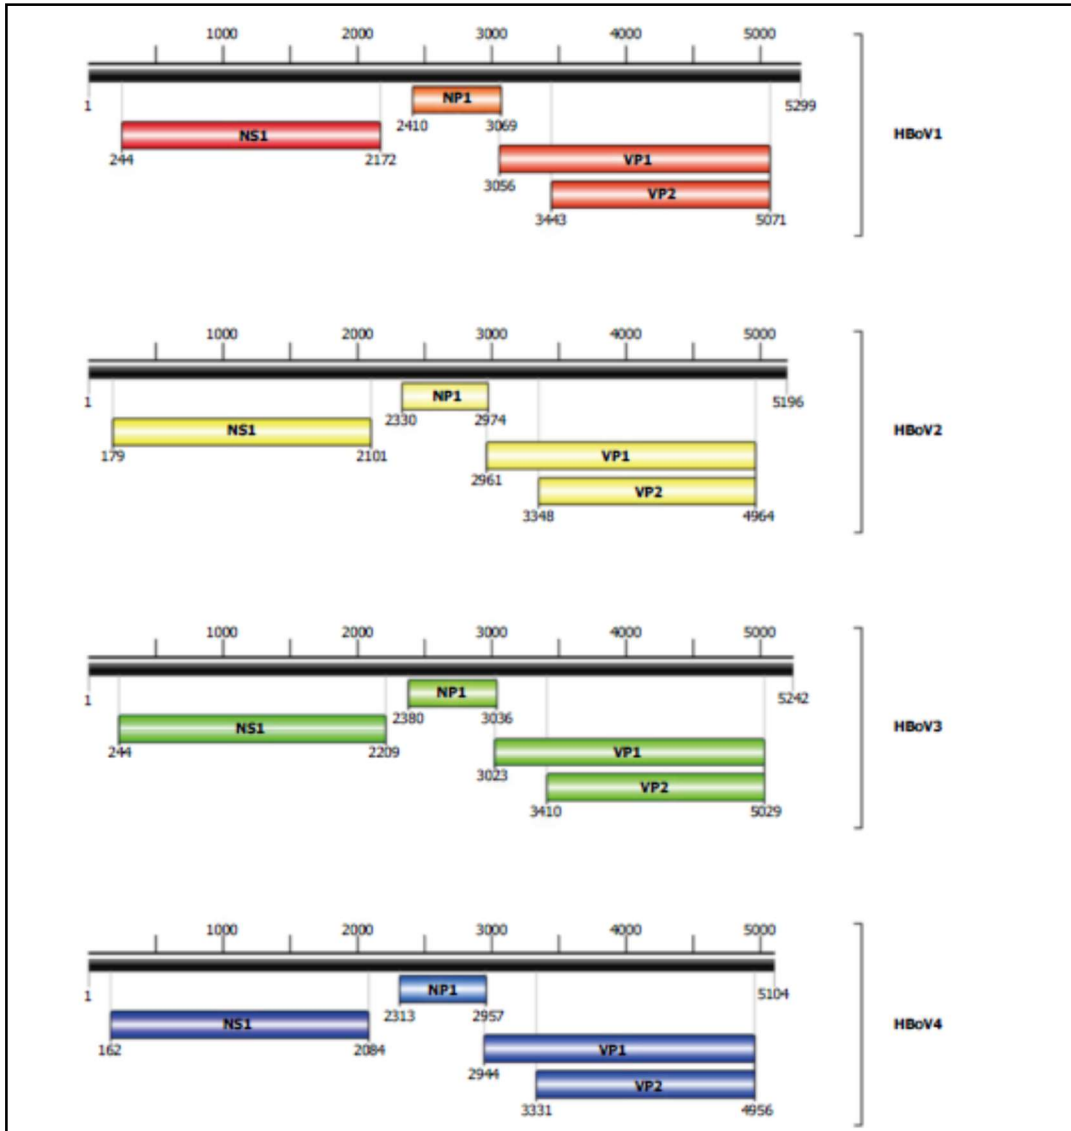 1000 2000 3000 4000 5000
1 NP1 5299
2410 3069
NS1 HBoV1
244 2172 VP1
3056 VP2
3443 5071
1000 2000 3000 4000 5000
1 NP1 5196
2330 2974
NS1 HBoV2
179 2101 VP1
2961 VP2
3348 4964
1000 2000 3000 4000 5000
1 NP1 5242
2380 3036
NS1 HBoV3
244 2209 VP1
3023 VP2
3410 5029
1000 2000 3000 4000 5000
1 NP1 5104
2313 2957
NS1 HBoV4
162 2084 VP1
2944 VP2
3331 4956